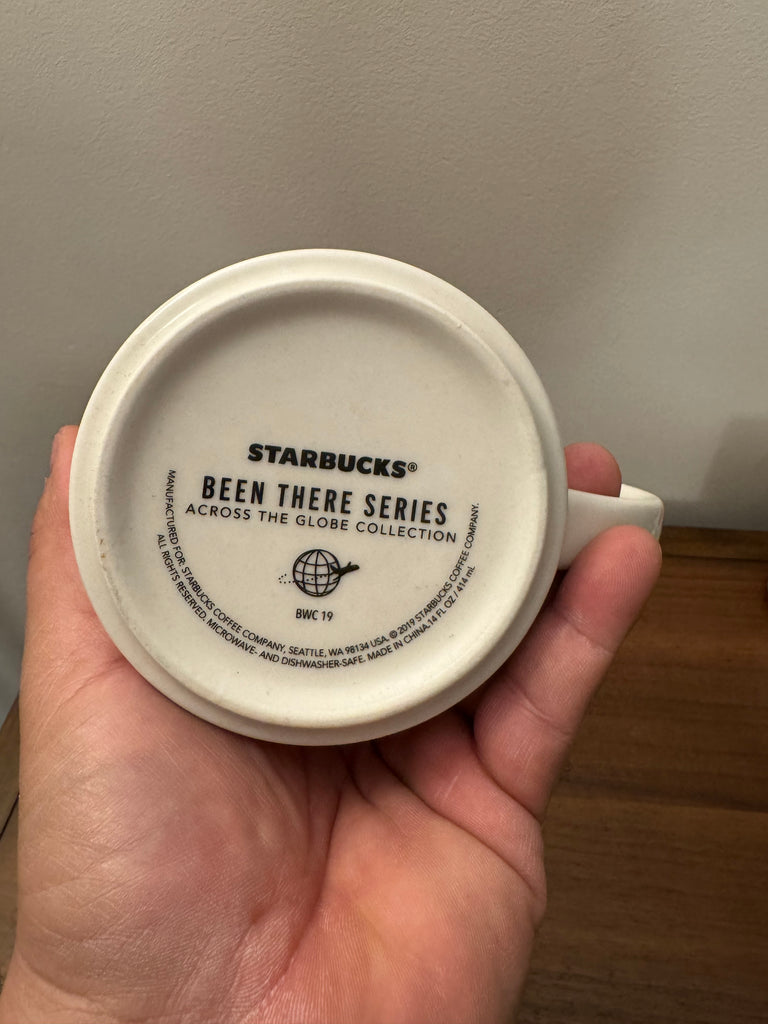 STARBUCKS®
BEEN THERE SERIES
ACROSS THE GLOBE COLLECTION
BWC 19
MANUFACTURED FOR: STARBUCKS COFFEE COMPANY, SEATTLE, WA 98134 USA. © 2019 STARBUCKS COFFEE COMPANY.
ALL RIGHTS RESERVED. MICROWAVE- AND DISHWASHER-SAFE. MADE IN CHINA. 14 FL OZ / 414 mL